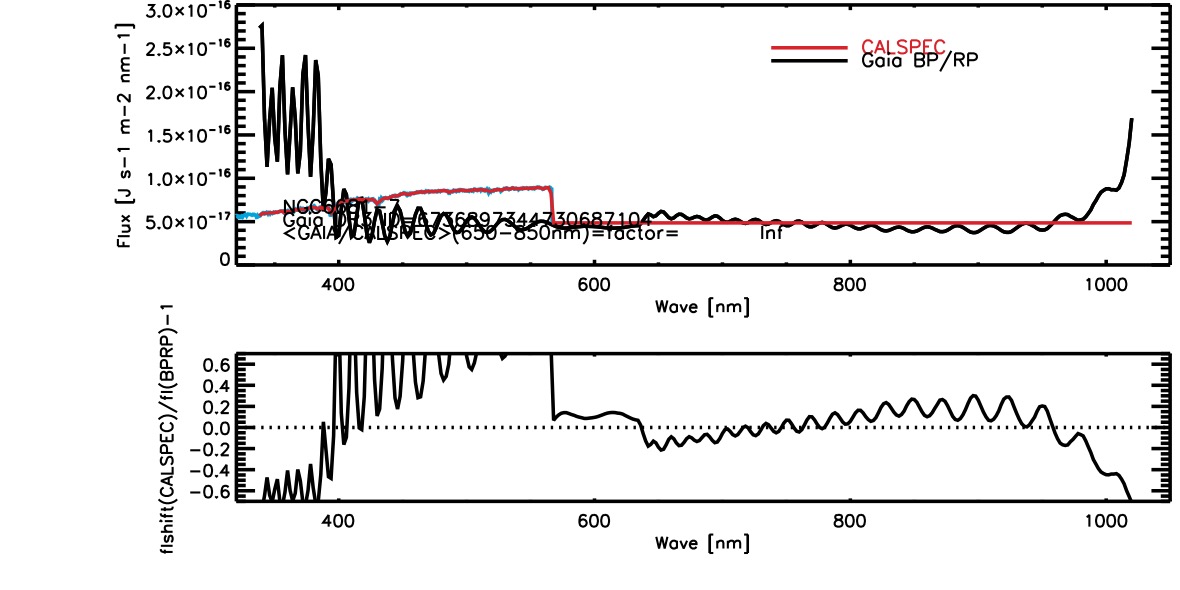 3.0×10⁻¹⁶
2.5×10⁻¹⁶
2.0×10⁻¹⁶
1.5×10⁻¹⁶
1.0×10⁻¹⁶
5.0×10⁻¹⁷
0
Flux [J s-1 m-2 nm-1]
CALSPEC
Gaia BP/RP
<GAIA/CALSPEC>(650-850nm)=factor= Inf
400 600 800 1000
Wave [nm]
flshift(CALSPEC)/fl(BPRP)-1
0.6
0.4
0.2
0.0
-0.2
-0.4
-0.6
400 600 800 1000
Wave [nm]